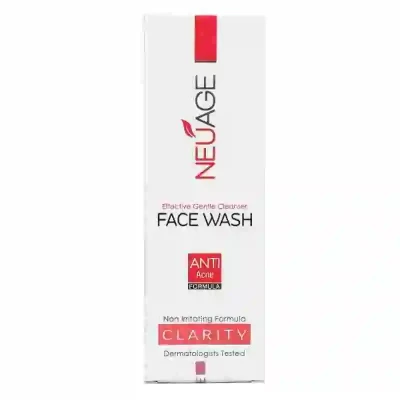 NEUAGE
Effective Gentle Cleanser
FACE WASH
ANTI
Acne
FORMULA
Non Irritating Formula
CLARITY
Dermatologists Tested